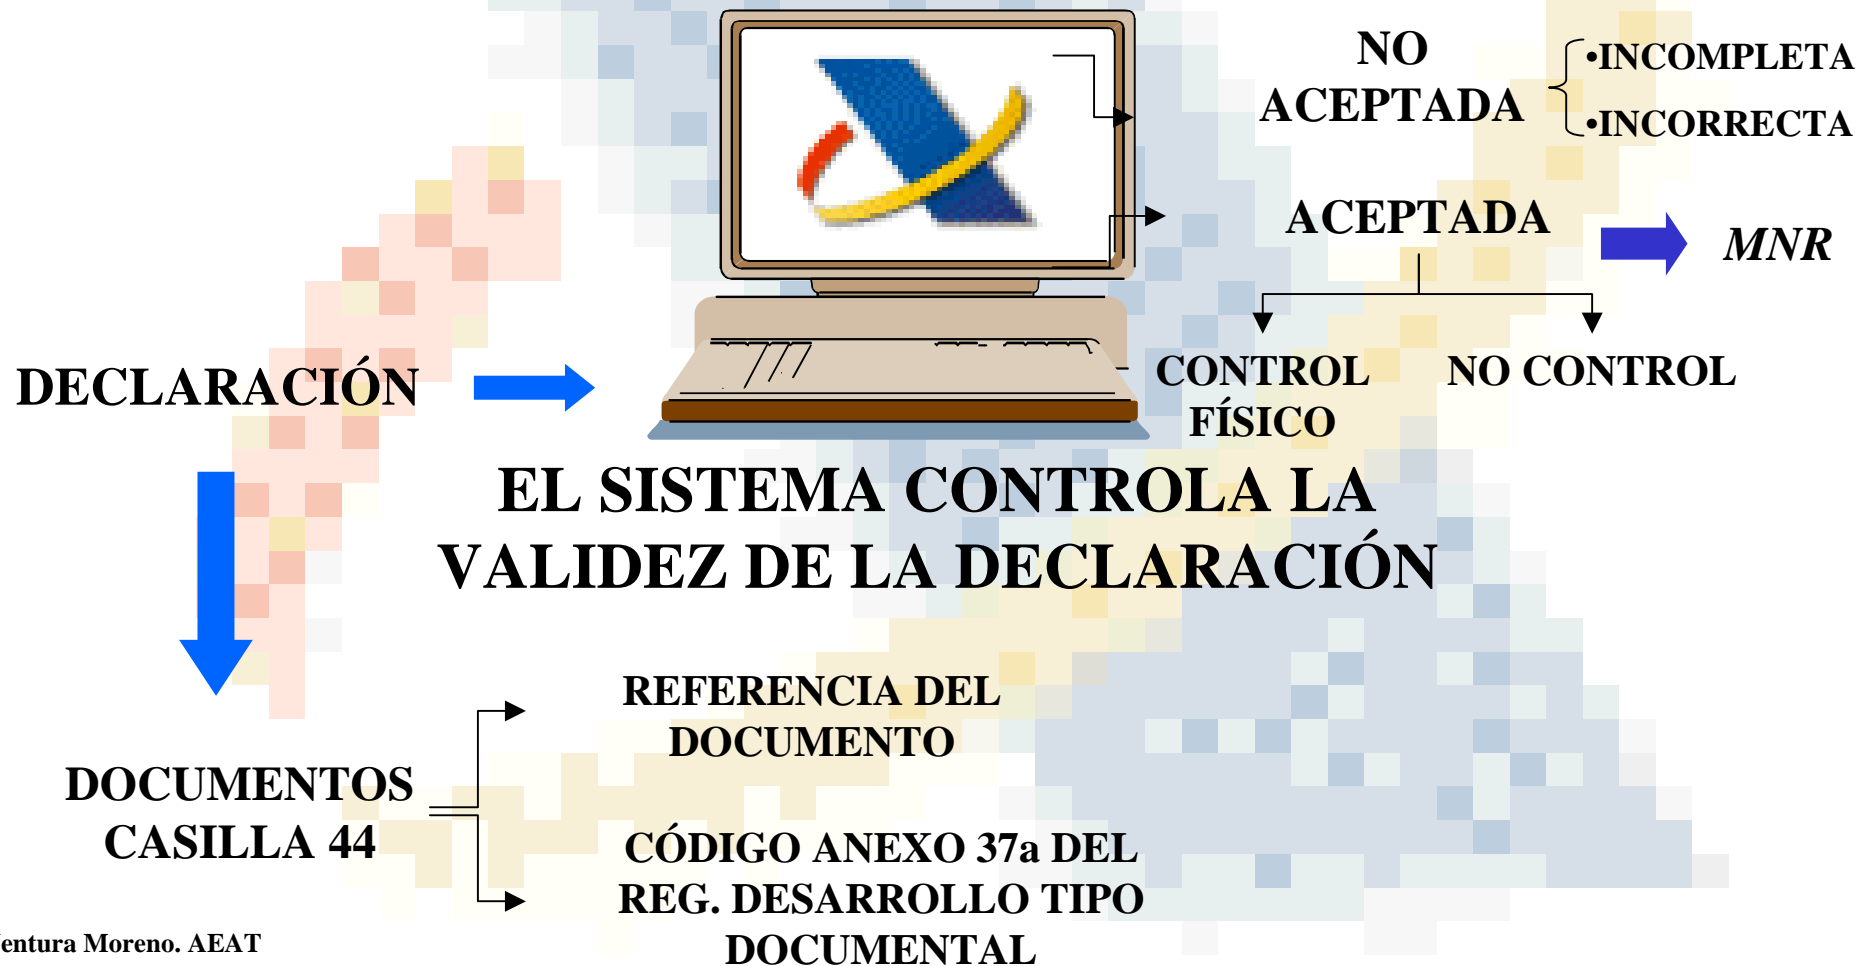 NO
ACEPTADA
•INCOMPLETA
•INCORRECTA
ACEPTADA
MNR
CONTROL
FÍSICO
NO CONTROL
DECLARACIÓN
EL SISTEMA CONTROLA LA
VALIDEZ DE LA DECLARACIÓN
REFERENCIA DEL
DOCUMENTO
DOCUMENTOS
CASILLA 44
CÓDIGO ANEXO 37a DEL
REG. DESARROLLO TIPO
DOCUMENTAL
Moreno. AEAT